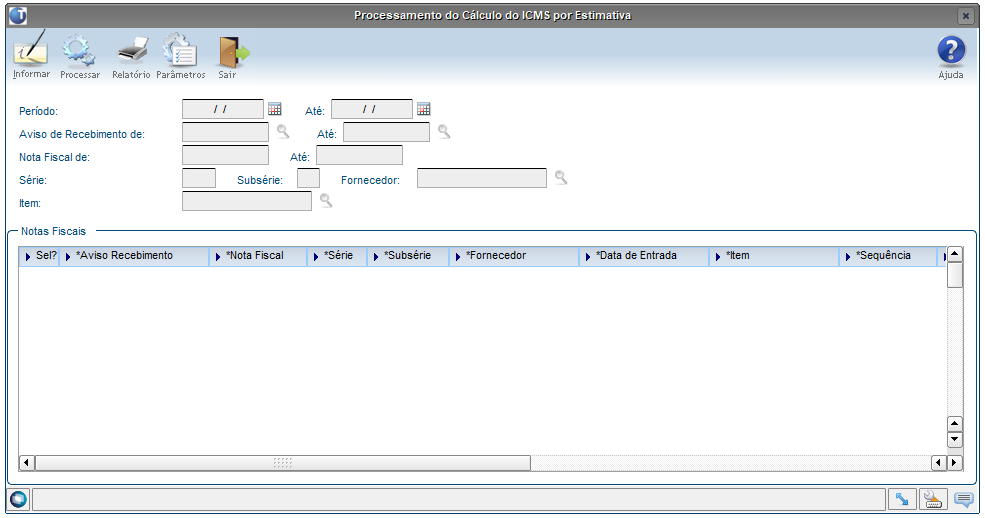 Processamento do Cálculo do ICMS por Estimativa
Informar Processar Relatório Parâmetros Sair Ajuda
Período: / / Até: / /
Aviso de Recebimento de: Até:
Nota Fiscal de: Até:
Série: Subsérie: Fornecedor:
Item:
Notas Fiscais
Sel? *Aviso Recebimento *Nota Fiscal *Série *Subsérie *Fornecedor *Data de Entrada *Item *Sequência